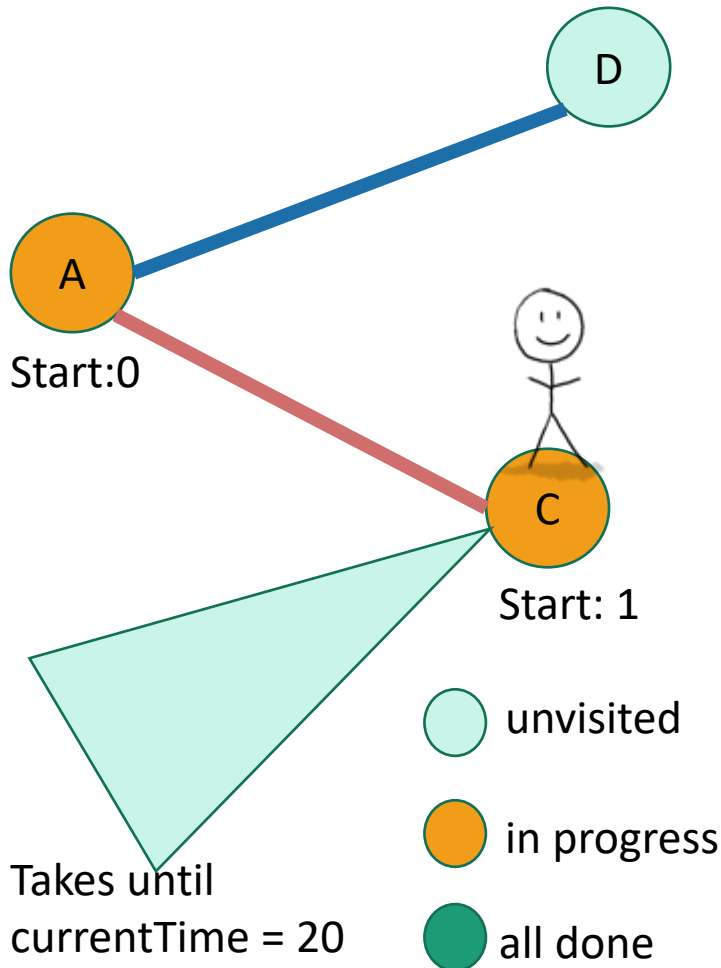 D
A
Start:0
C
Start: 1
unvisited
in progress
Takes until
currentTime = 20
all done